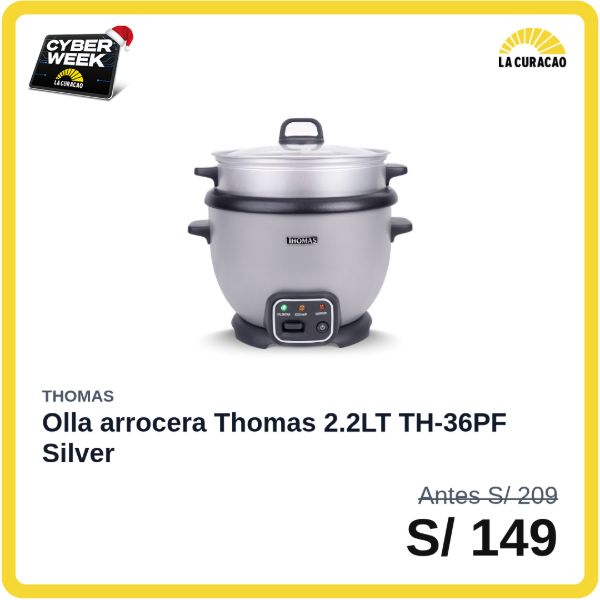 CYBER
WEEK
LA CURACAO
LA CURACAO
THOMAS
THOMAS
Olla arrocera Thomas 2.2LT TH-36PF
Silver
Antes S/ 209
S/ 149